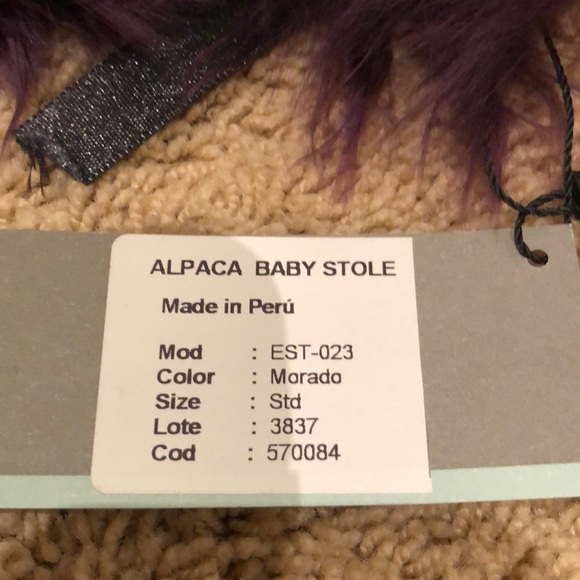 ALPACA BABY STOLE
Made in Perú
Mod : EST-023
Color : Morado
Size : Std
Lote : 3837
Cod : 570084